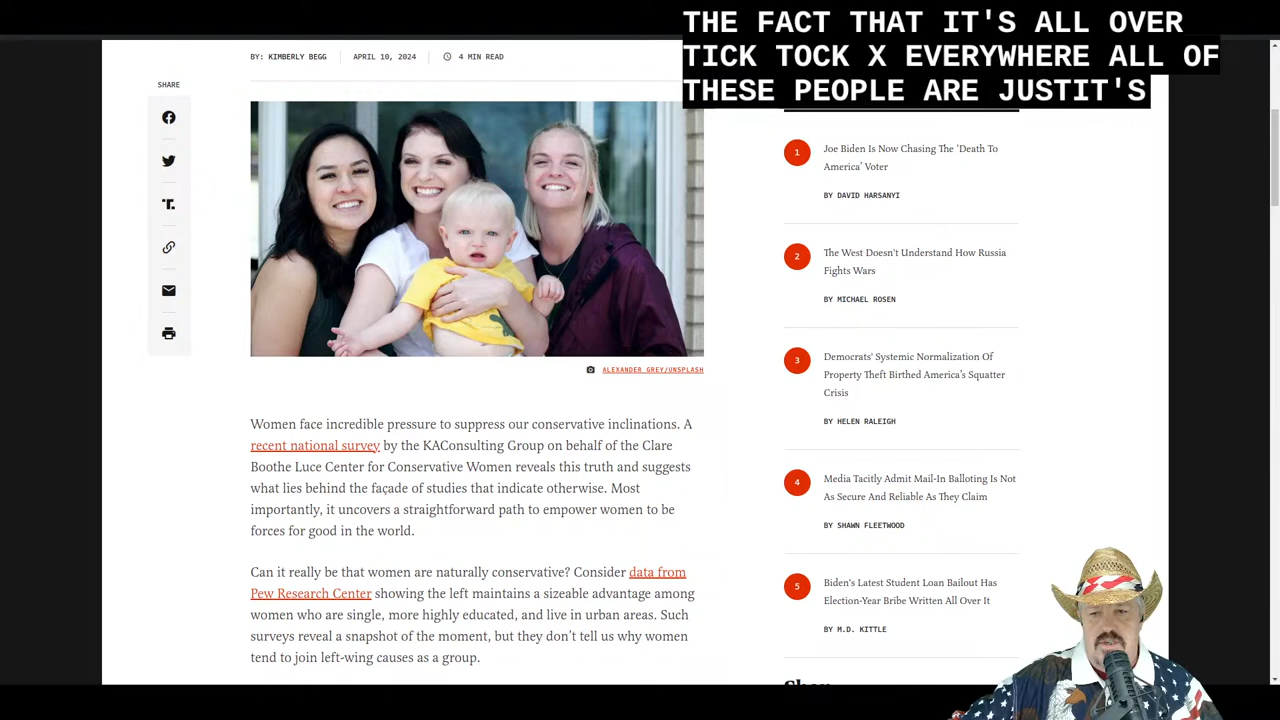 THE FACT THAT IT'S ALL OVER
TICK TOCK X EVERYWHERE ALL OF
THESE PEOPLE ARE JUSTIT'S
BY: KIMBERLY BEGG
APRIL 10, 2024
4 MIN READ
SHARE
ALEXANDER GREY/UNSPLASH
Women face incredible pressure to suppress our conservative inclinations. A
recent national survey by the KAConsulting Group on behalf of the Clare
Boothe Luce Center for Conservative Women reveals this truth and suggests
what lies behind the façade of studies that indicate otherwise. Most
importantly, it uncovers a straightforward path to empower women to be
forces for good in the world.
Can it really be that women are naturally conservative? Consider data from
Pew Research Center showing the left maintains a sizeable advantage among
women who are single, more highly educated, and live in urban areas. Such
surveys reveal a snapshot of the moment, but they don't tell us why women
tend to join left-wing causes as a group.
1
Joe Biden Is Now Chasing The 'Death To
America' Voter
BY DAVID HARSANYI
2
The West Doesn't Understand How Russia
Fights Wars
BY MICHAEL ROSEN
3
Democrats' Systemic Normalization Of
Property Theft Birthed America's Squatter
Crisis
BY HELEN RALEIGH
4
Media Tacitly Admit Mail-In Balloting Is Not
As Secure And Reliable As They Claim
BY SHAWN FLEETWOOD
5
Biden's Latest Student Loan Bailout Has
Election-Year Bribe Written All Over It
BY M.D. KITTLE